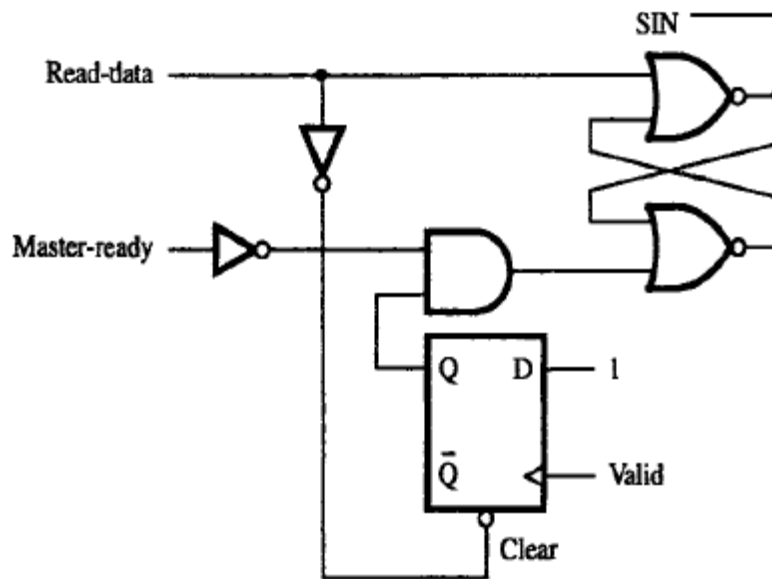 SIN
Read-data
Master-ready
Q D 1
Q̄ Valid
Clear